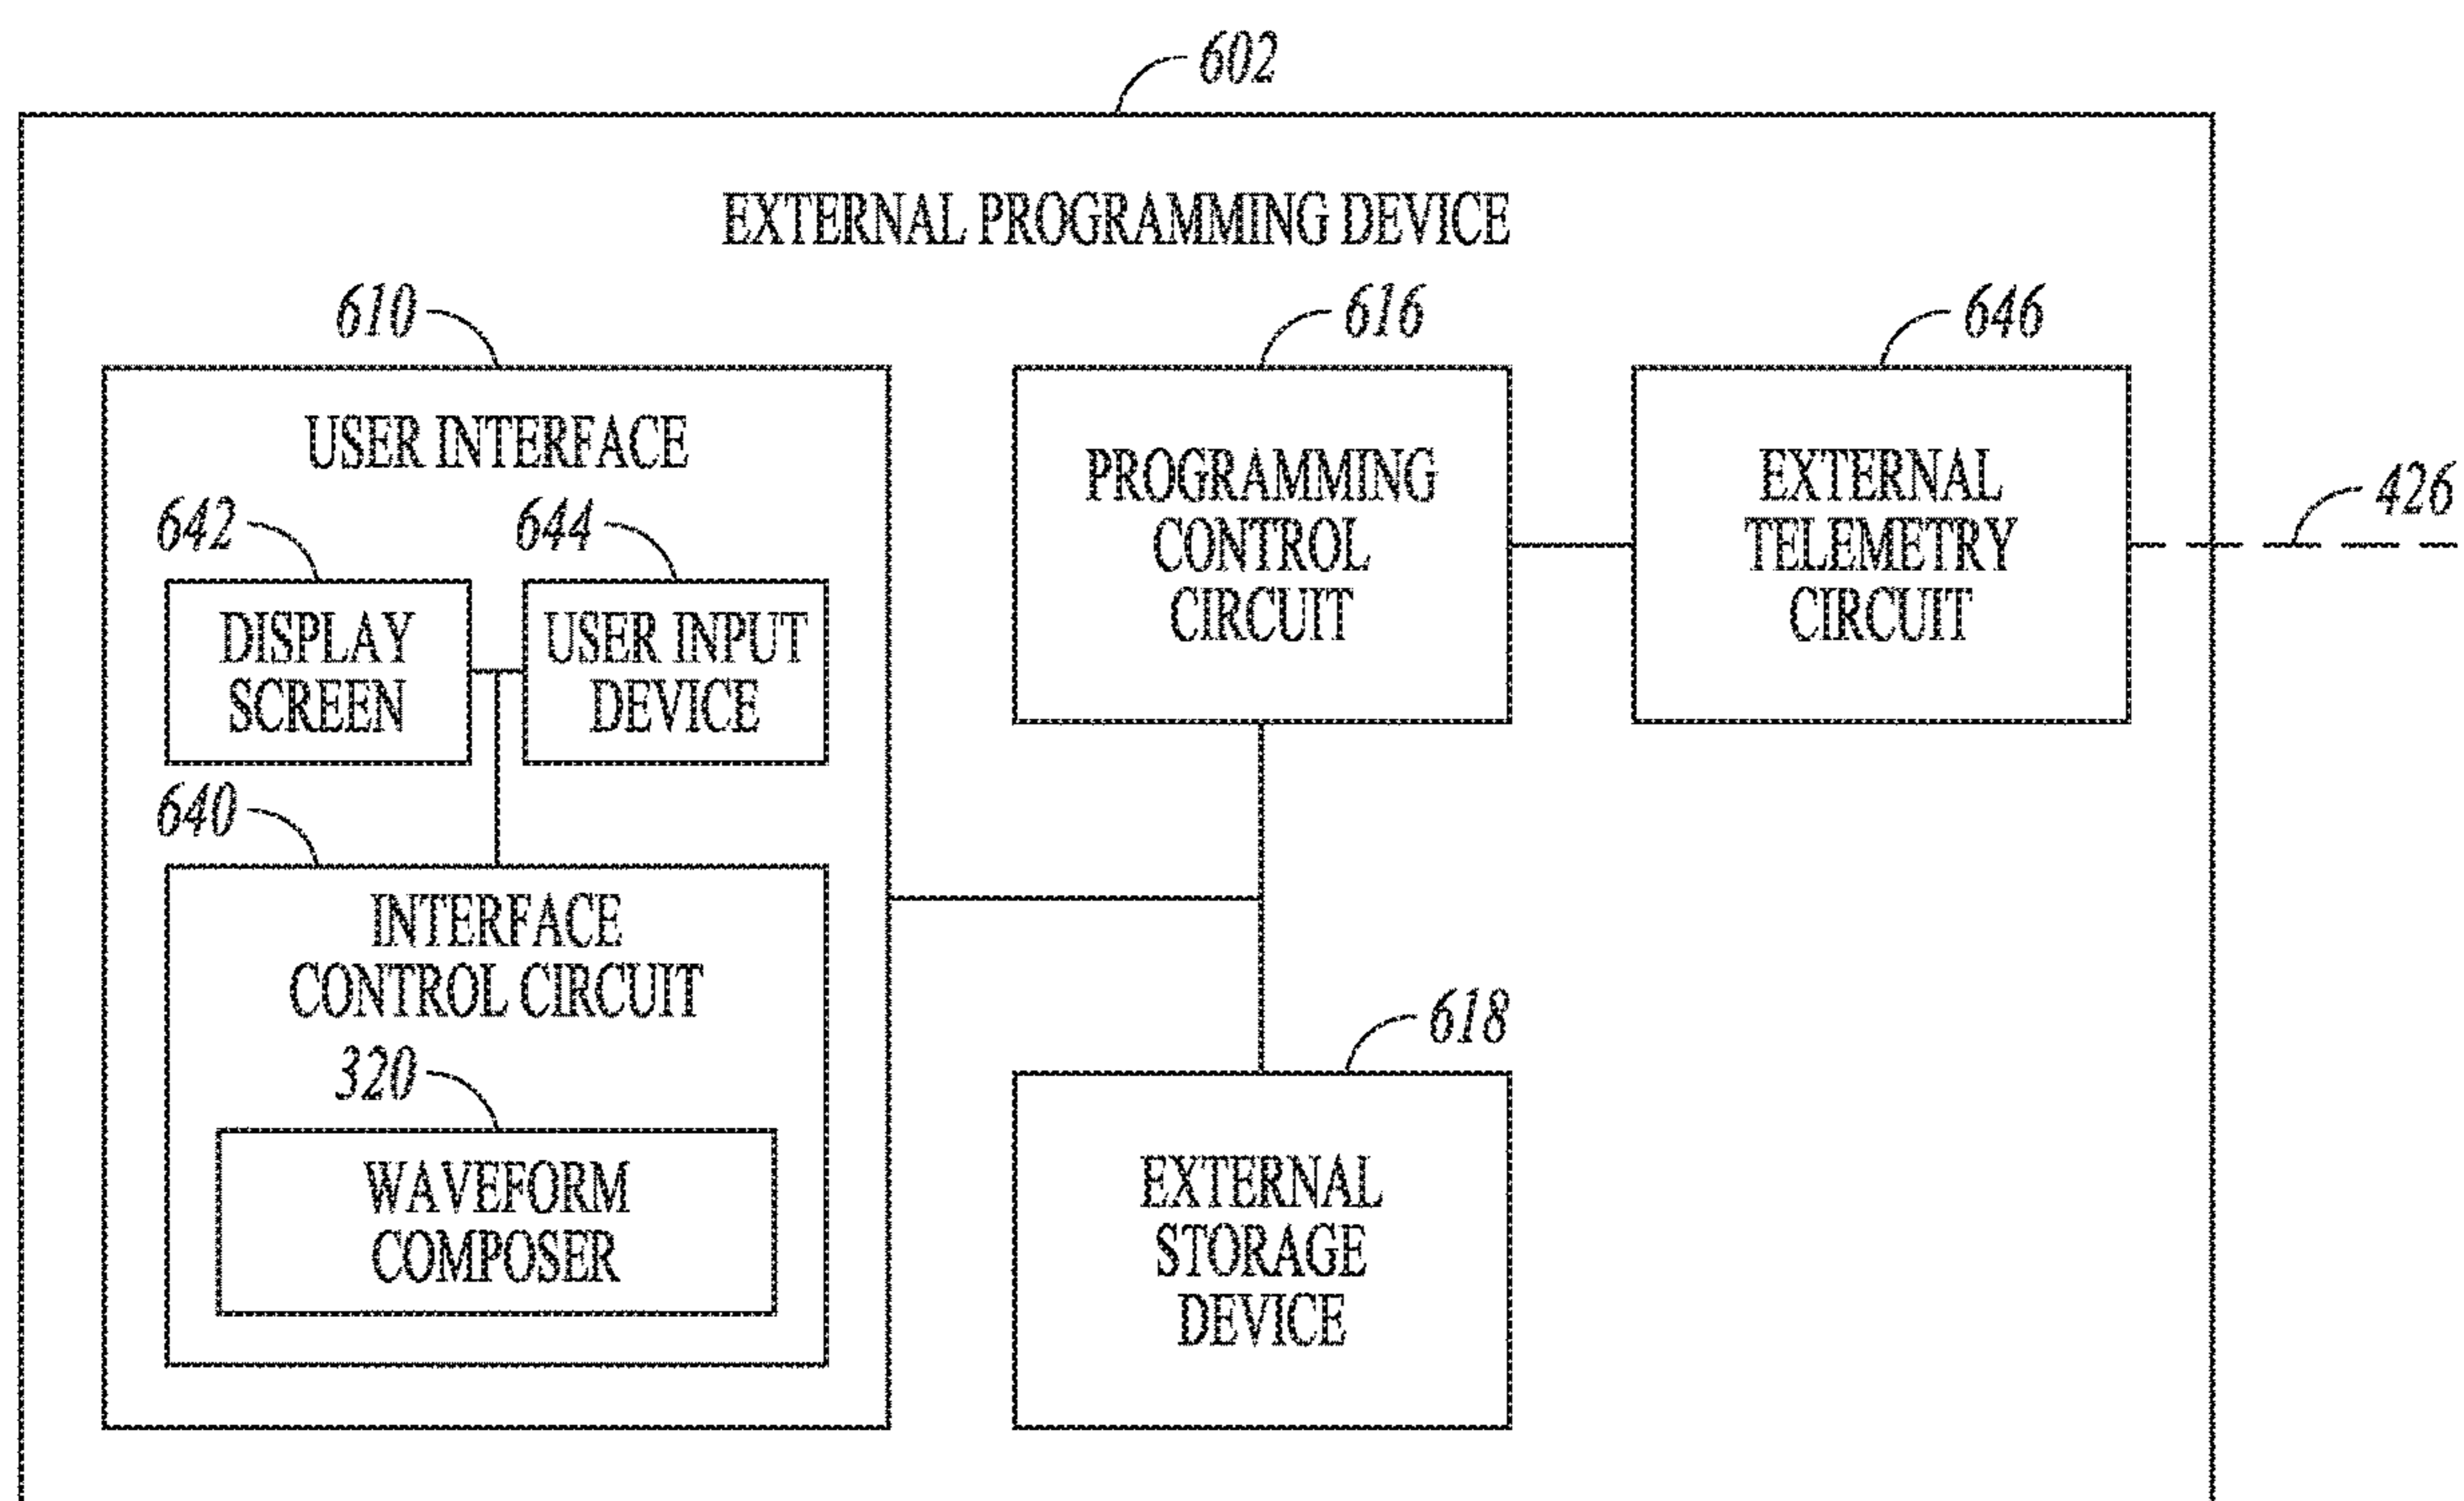 602
EXTERNAL PROGRAMMING DEVICE
610
USER INTERFACE
642
644
DISPLAY
SCREEN
USER INPUT
DEVICE
640
INTERFACE
CONTROL CIRCUIT
320
WAVEFORM
COMPOSER
616
PROGRAMMING
CONTROL
CIRCUIT
646
EXTERNAL
TELEMETRY
CIRCUIT
426
618
EXTERNAL
STORAGE
DEVICE